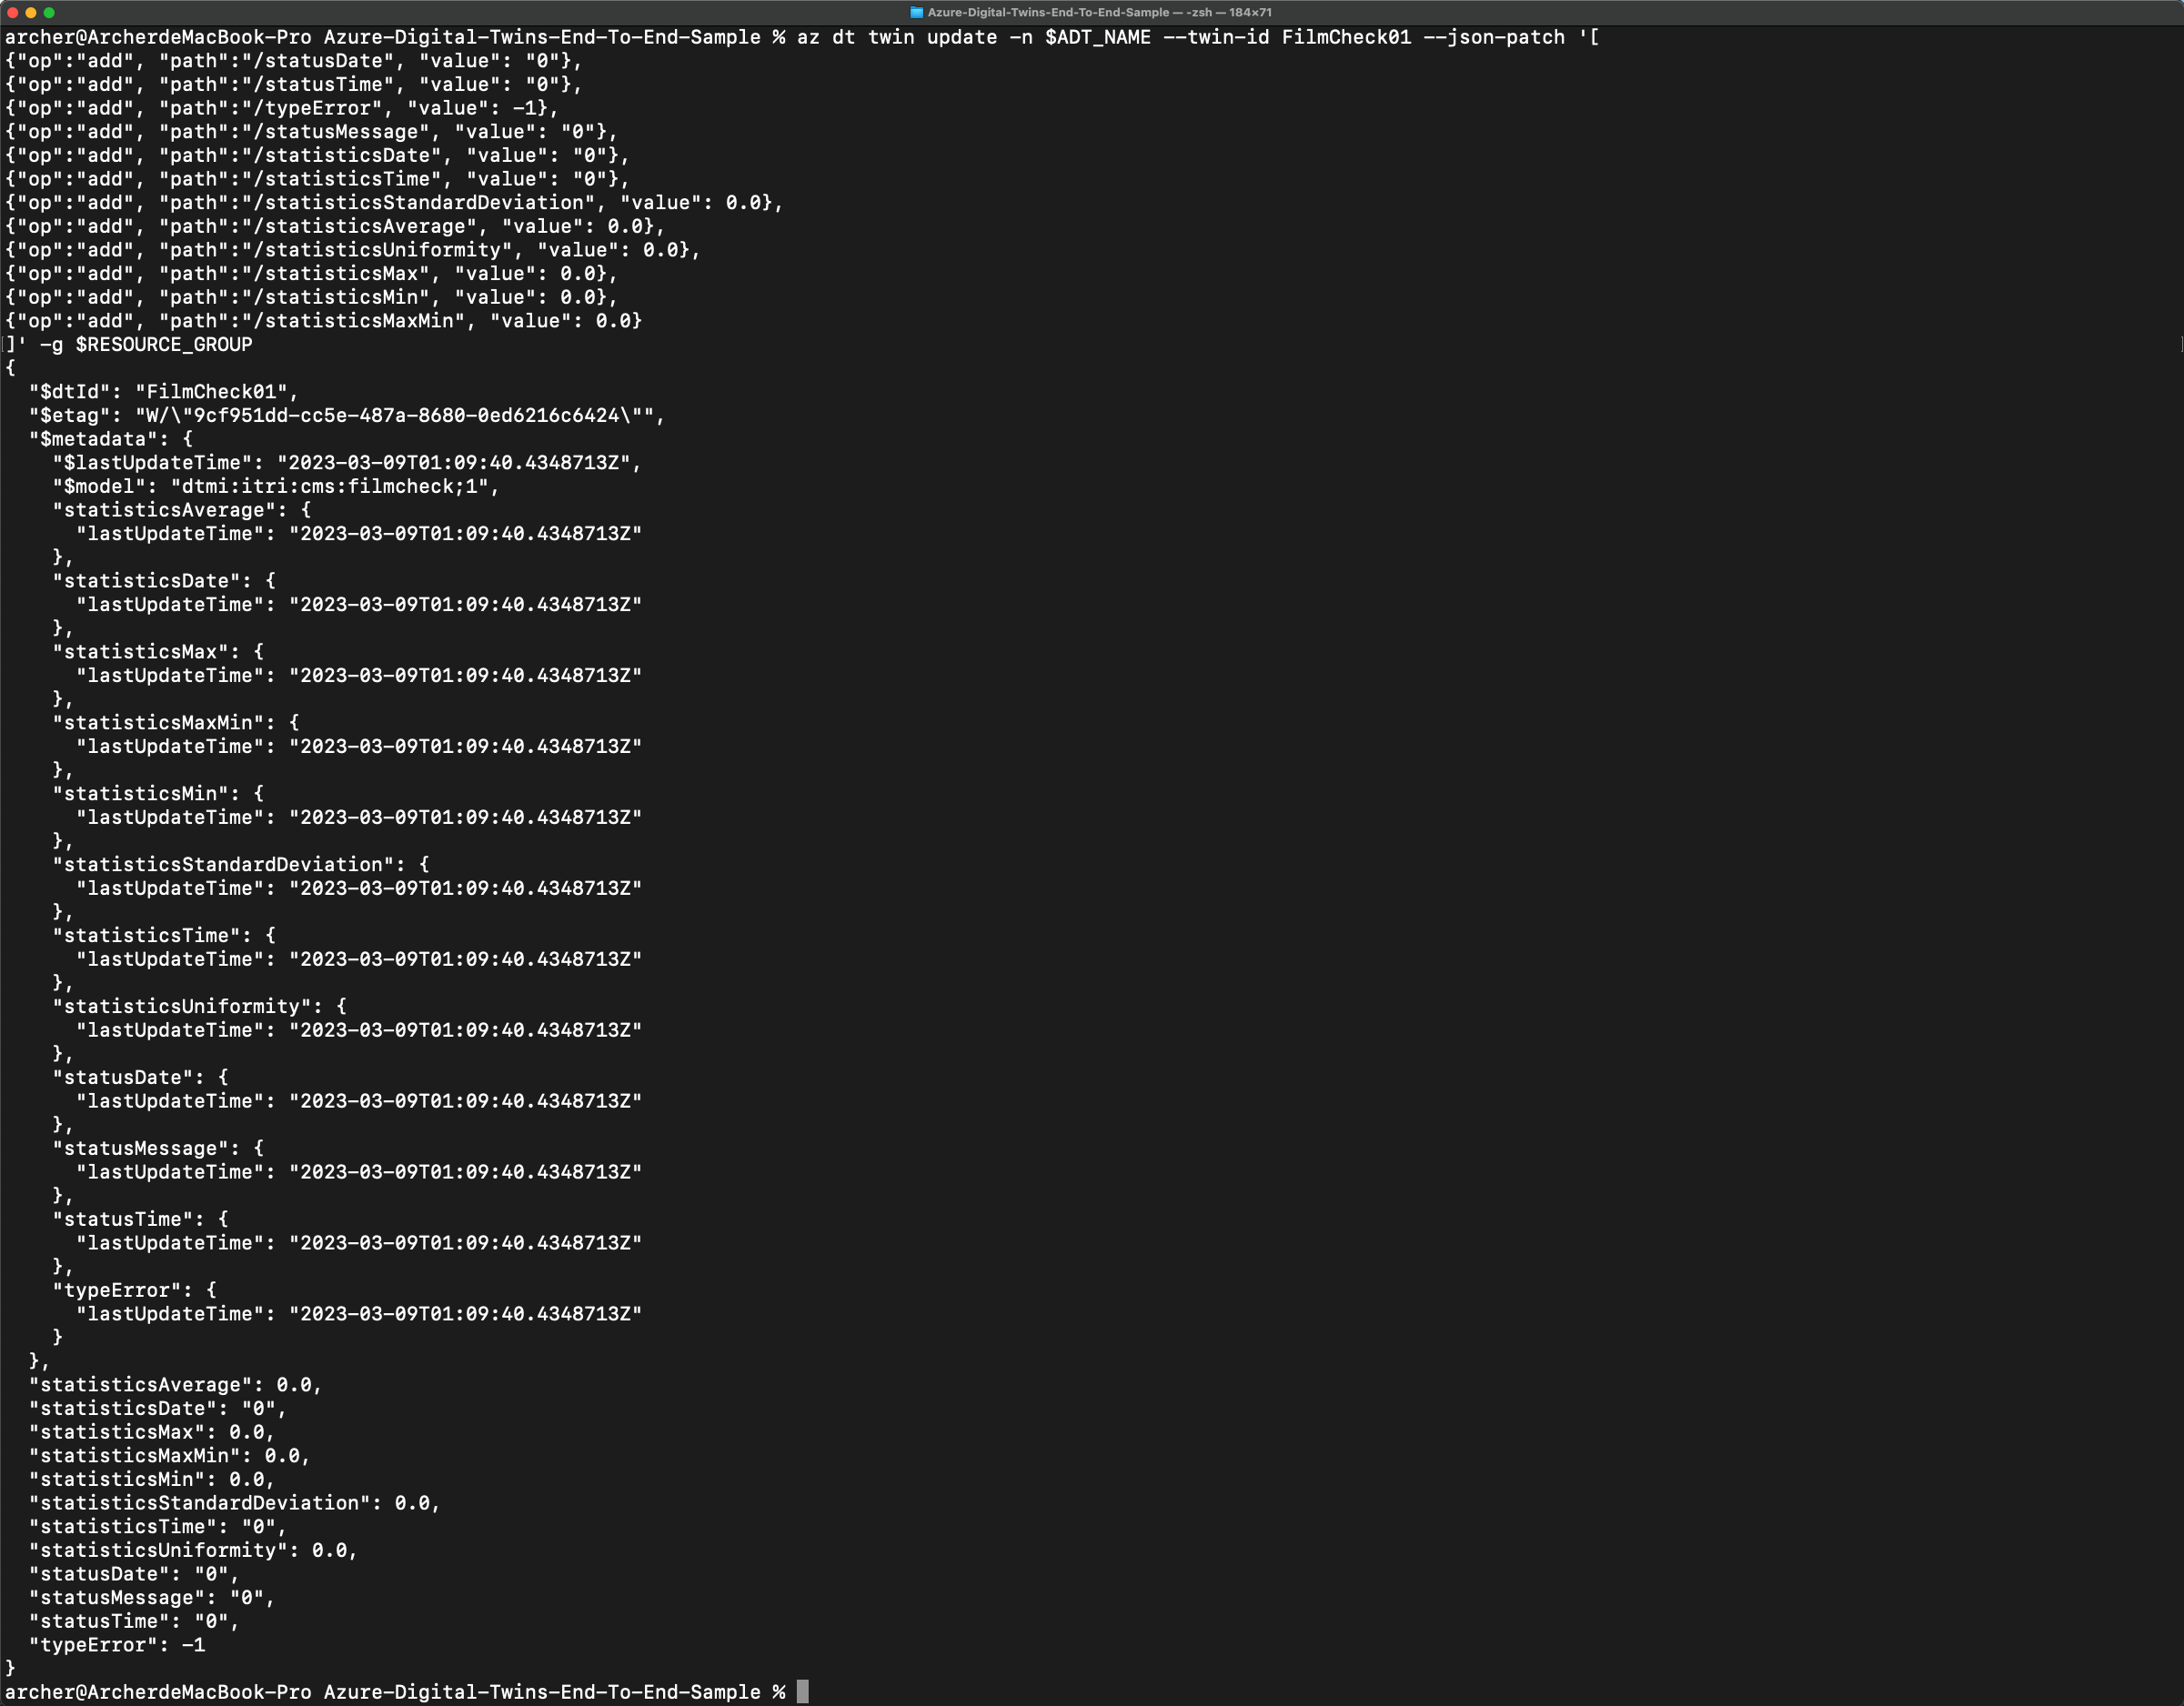 Azure-Digital-Twins-End-To-End-Sample — -zsh — 184×71
archer@ArcherdeMacBook-Pro Azure-Digital-Twins-End-To-End-Sample % az dt twin update -n $ADT_NAME --twin-id FilmCheck01 --json-patch '[
{"op":"add", "path":"/statusDate", "value": "0"},
{"op":"add", "path":"/statusTime", "value": "0"},
{"op":"add", "path":"/typeError", "value": -1},
{"op":"add", "path":"/statusMessage", "value": "0"},
{"op":"add", "path":"/statisticsDate", "value": "0"},
{"op":"add", "path":"/statisticsTime", "value": "0"},
{"op":"add", "path":"/statisticsStandardDeviation", "value": 0.0},
{"op":"add", "path":"/statisticsAverage", "value": 0.0},
{"op":"add", "path":"/statisticsUniformity", "value": 0.0},
{"op":"add", "path":"/statisticsMax", "value": 0.0},
{"op":"add", "path":"/statisticsMin", "value": 0.0},
{"op":"add", "path":"/statisticsMaxMin", "value": 0.0}
]' -g $RESOURCE_GROUP
{
  "$dtId": "FilmCheck01",
  "$etag": "W/\"9cf951dd-cc5e-487a-8680-0ed6216c6424\"",
  "$metadata": {
    "$lastUpdateTime": "2023-03-09T01:09:40.4348713Z",
    "$model": "dtmi:itri:cms:filmcheck;1",
    "statisticsAverage": {
      "lastUpdateTime": "2023-03-09T01:09:40.4348713Z"
    },
    "statisticsDate": {
      "lastUpdateTime": "2023-03-09T01:09:40.4348713Z"
    },
    "statisticsMax": {
      "lastUpdateTime": "2023-03-09T01:09:40.4348713Z"
    },
    "statisticsMaxMin": {
      "lastUpdateTime": "2023-03-09T01:09:40.4348713Z"
    },
    "statisticsMin": {
      "lastUpdateTime": "2023-03-09T01:09:40.4348713Z"
    },
    "statisticsStandardDeviation": {
      "lastUpdateTime": "2023-03-09T01:09:40.4348713Z"
    },
    "statisticsTime": {
      "lastUpdateTime": "2023-03-09T01:09:40.4348713Z"
    },
    "statisticsUniformity": {
      "lastUpdateTime": "2023-03-09T01:09:40.4348713Z"
    },
    "statusDate": {
      "lastUpdateTime": "2023-03-09T01:09:40.4348713Z"
    },
    "statusMessage": {
      "lastUpdateTime": "2023-03-09T01:09:40.4348713Z"
    },
    "statusTime": {
      "lastUpdateTime": "2023-03-09T01:09:40.4348713Z"
    },
    "typeError": {
      "lastUpdateTime": "2023-03-09T01:09:40.4348713Z"
    }
  },
  "statisticsAverage": 0.0,
  "statisticsDate": "0",
  "statisticsMax": 0.0,
  "statisticsMaxMin": 0.0,
  "statisticsMin": 0.0,
  "statisticsStandardDeviation": 0.0,
  "statisticsTime": "0",
  "statisticsUniformity": 0.0,
  "statusDate": "0",
  "statusMessage": "0",
  "statusTime": "0",
  "typeError": -1
}
archer@ArcherdeMacBook-Pro Azure-Digital-Twins-End-To-End-Sample %